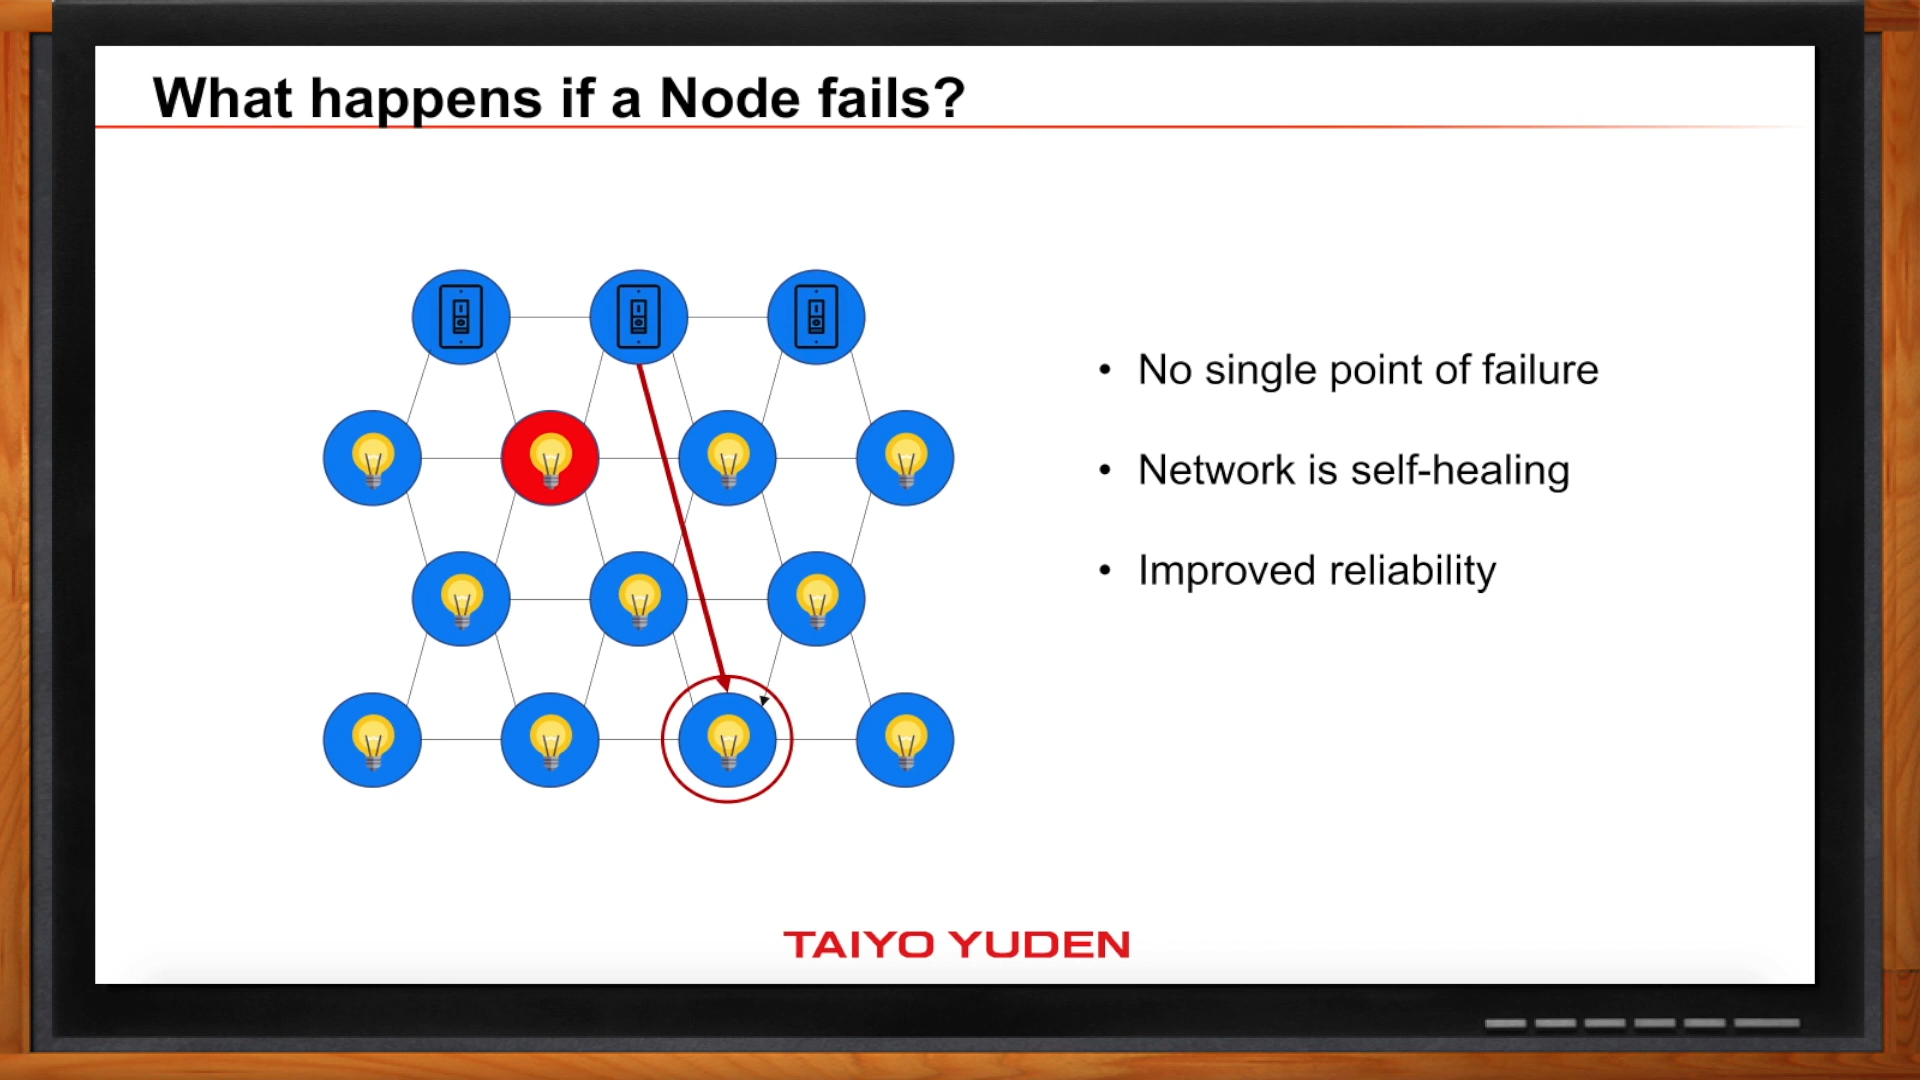 What happens if a Node fails?
• No single point of failure
• Network is self-healing
• Improved reliability
TAIYO YUDEN